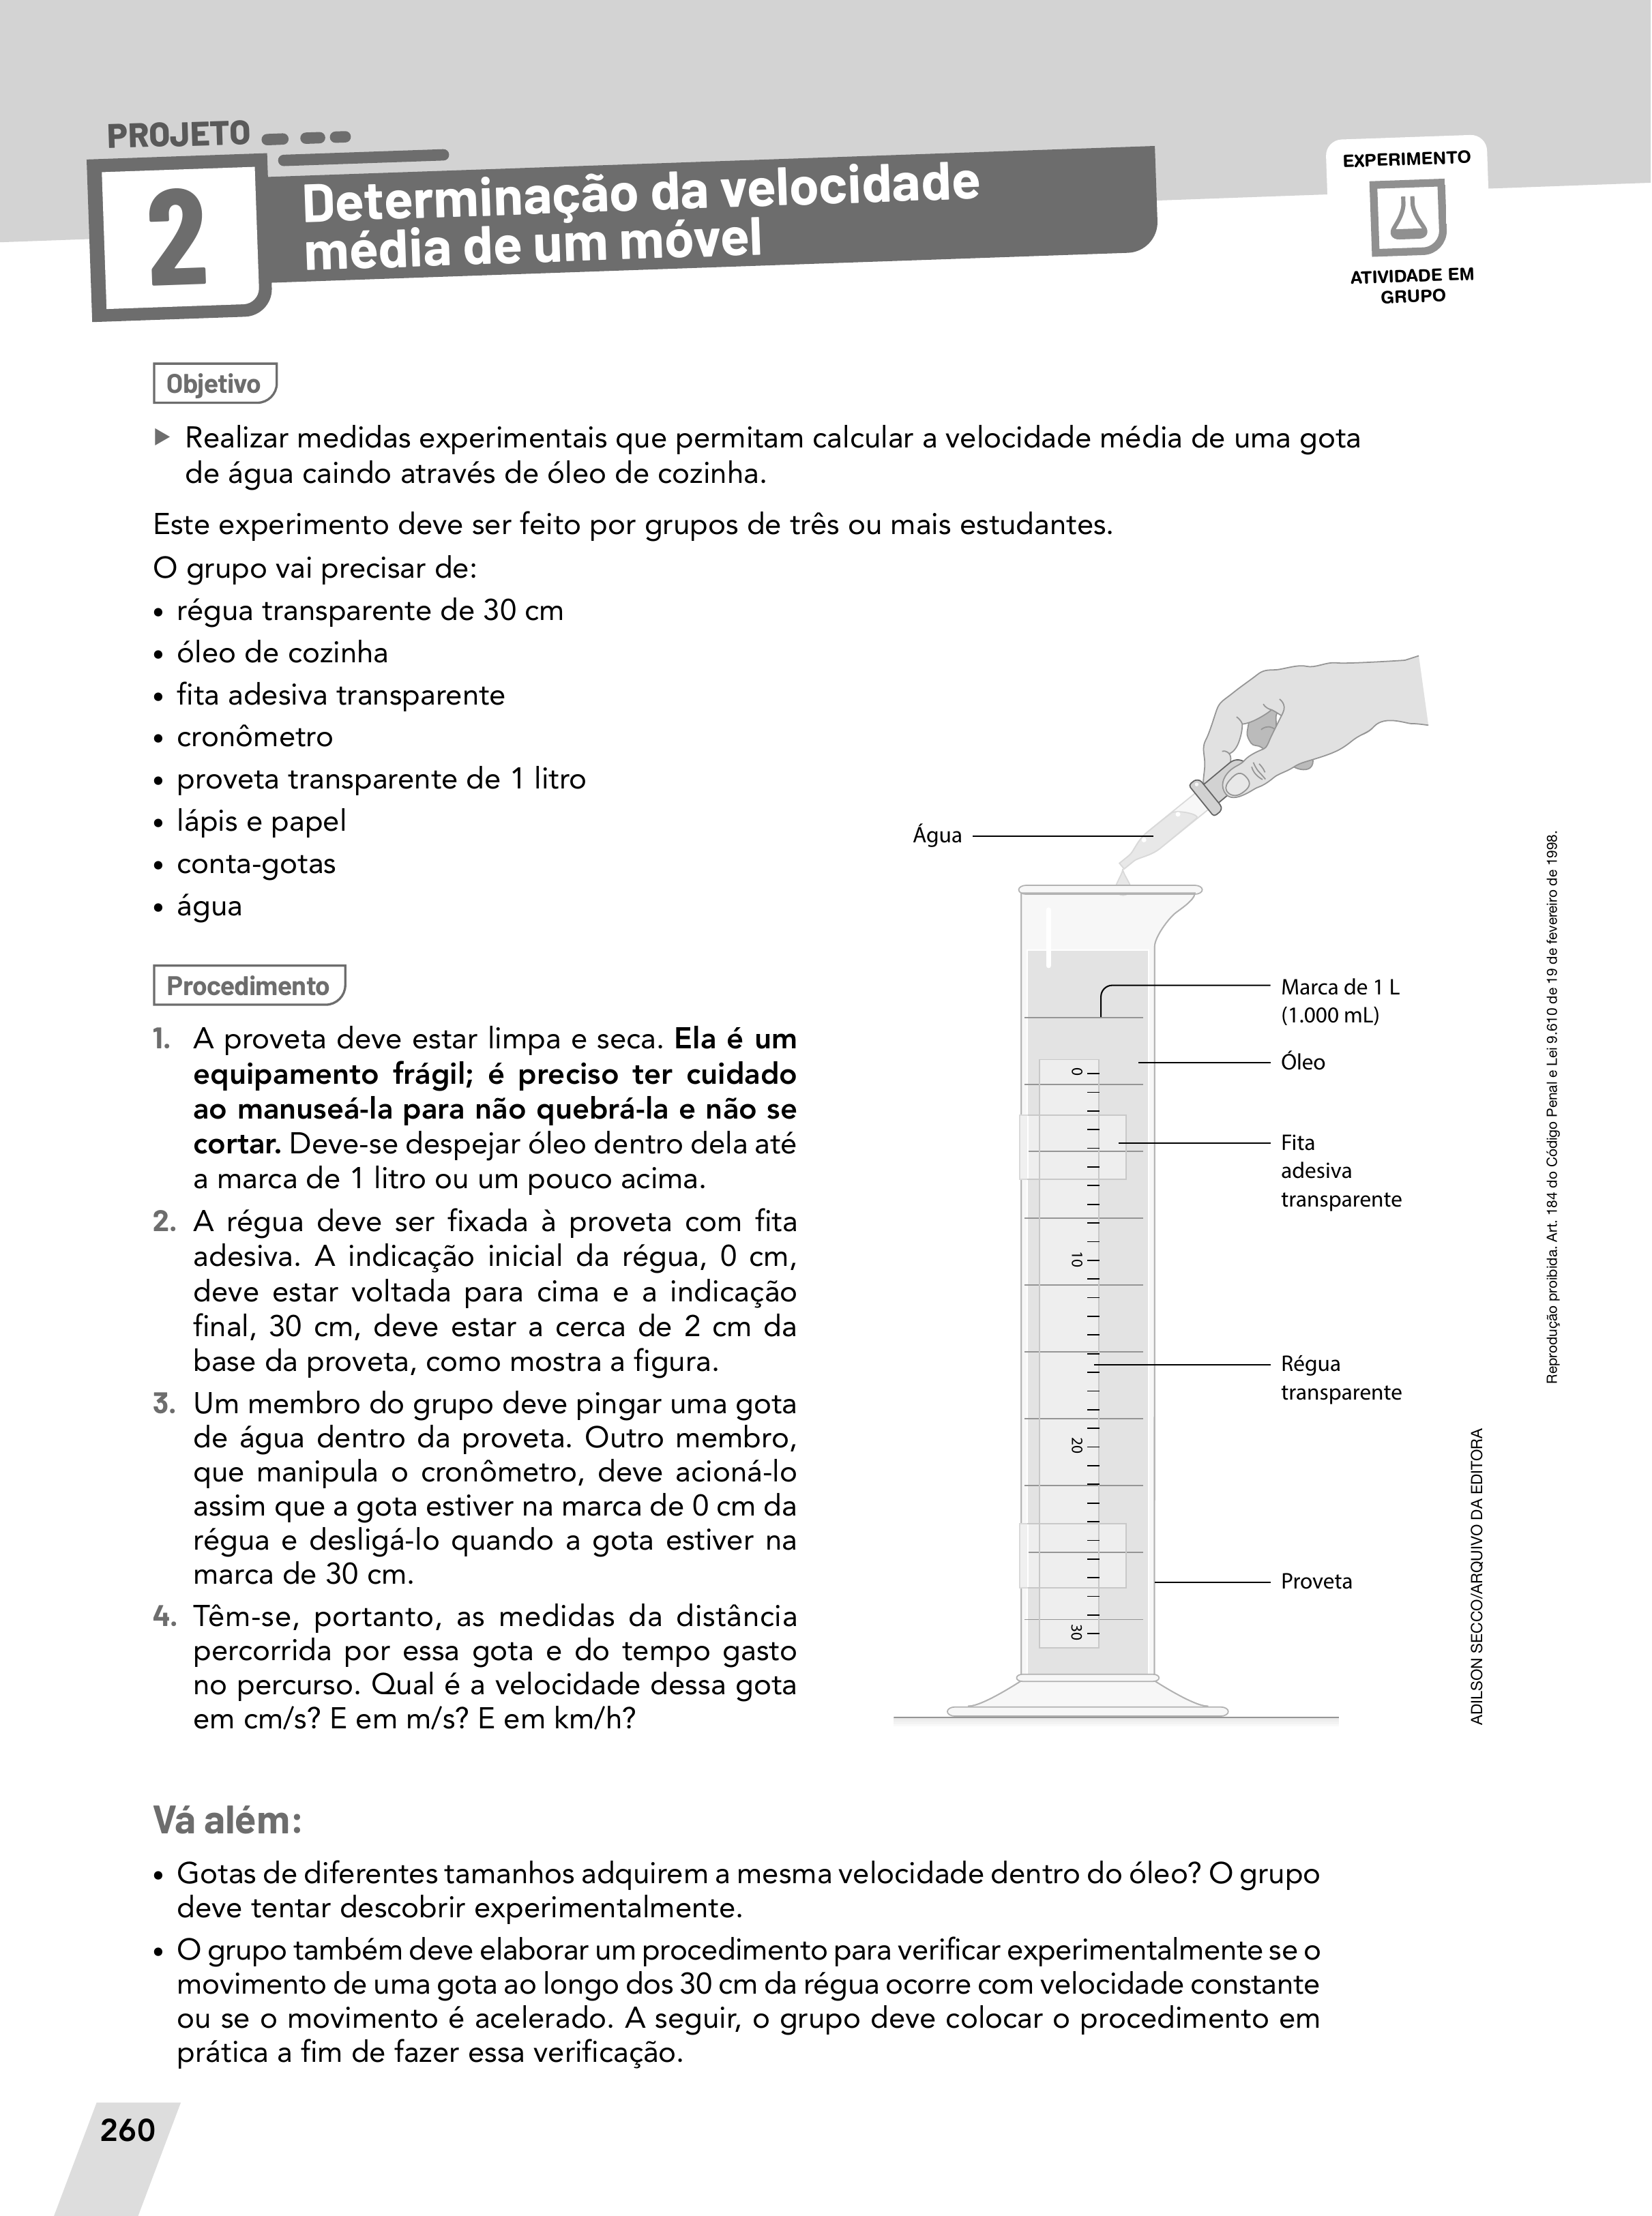 PROJETO
2
Determinação da velocidade
média de um móvel
EXPERIMENTO
ATIVIDADE EM
GRUPO
Objetivo
Realizar medidas experimentais que permitam calcular a velocidade média de uma gota
de água caindo através de óleo de cozinha.
Este experimento deve ser feito por grupos de três ou mais estudantes.
O grupo vai precisar de:
• régua transparente de 30 cm
• óleo de cozinha
• fita adesiva transparente
• cronômetro
• proveta transparente de 1 litro
• lápis e papel
• conta-gotas
• água
Procedimento
1. A proveta deve estar limpa e seca. Ela é um
equipamento frágil; é preciso ter cuidado
ao manuseá-la para não quebrá-la e não se
cortar. Deve-se despejar óleo dentro dela até
a marca de 1 litro ou um pouco acima.
2. A régua deve ser fixada à proveta com fita
adesiva. A indicação inicial da régua, 0 cm,
deve estar voltada para cima e a indicação
final, 30 cm, deve estar a cerca de 2 cm da
base da proveta, como mostra a figura.
3. Um membro do grupo deve pingar uma gota
de água dentro da proveta. Outro membro,
que manipula o cronômetro, deve acioná-lo
assim que a gota estiver na marca de 0 cm da
régua e desligá-lo quando a gota estiver na
marca de 30 cm.
4. Têm-se, portanto, as medidas da distância
percorrida por essa gota e do tempo gasto
no percurso. Qual é a velocidade dessa gota
em cm/s? E em m/s? E em km/h?
Água
Marca de 1 L
(1.000 mL)
Óleo
Fita
adesiva
transparente
Régua
transparente
Proveta
0
10
20
30
ADILSON SECCO/ARQUIVO DA EDITORA
Reprodução proibida. Art. 184 do Código Penal e Lei 9.610 de 19 de fevereiro de 1998.
Vá além:
• Gotas de diferentes tamanhos adquirem a mesma velocidade dentro do óleo? O grupo
deve tentar descobrir experimentalmente.
• O grupo também deve elaborar um procedimento para verificar experimentalmente se o
movimento de uma gota ao longo dos 30 cm da régua ocorre com velocidade constante
ou se o movimento é acelerado. A seguir, o grupo deve colocar o procedimento em
prática a fim de fazer essa verificação.
260